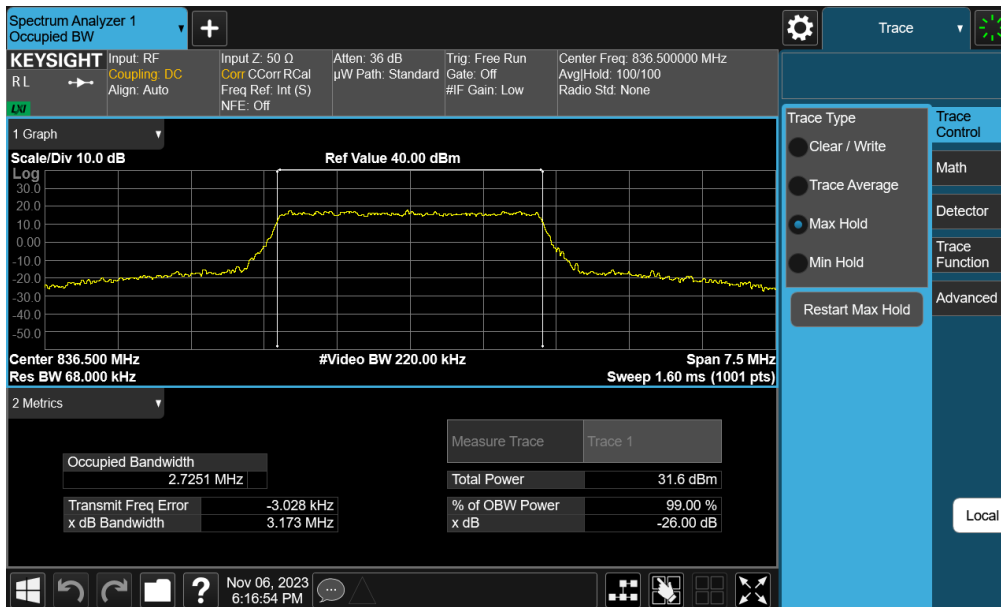 Spectrum Analyzer 1
Occupied BW
Trace
KEYSIGHT
R L
LXI
Input: RF
Coupling: DC
Align: Auto
Input Z: 50 Ω
Corr CCorr RCal
Freq Ref: Int (S)
NFE: Off
Atten: 36 dB
µW Path: Standard
Trig: Free Run
Gate: Off
#IF Gain: Low
Center Freq: 836.500000 MHz
Avg|Hold: 100/100
Radio Std: None
1 Graph
Scale/Div 10.0 dB
Ref Value 40.00 dBm
Log
30.0
20.0
10.0
0.00
-10.0
-20.0
-30.0
-40.0
-50.0
Center 836.500 MHz
#Video BW 220.00 kHz
Span 7.5 MHz
Res BW 68.000 kHz
Sweep 1.60 ms (1001 pts)
2 Metrics
Measure Trace
Trace 1
Occupied Bandwidth
2.7251 MHz
Total Power
31.6 dBm
Transmit Freq Error
-3.028 kHz
% of OBW Power
99.00 %
x dB Bandwidth
3.173 MHz
x dB
-26.00 dB
Trace Type
Clear / Write
Trace Average
Max Hold
Min Hold
Restart Max Hold
Trace
Control
Math
Detector
Trace
Function
Advanced
Local
?
Nov 06, 2023
6:16:54 PM